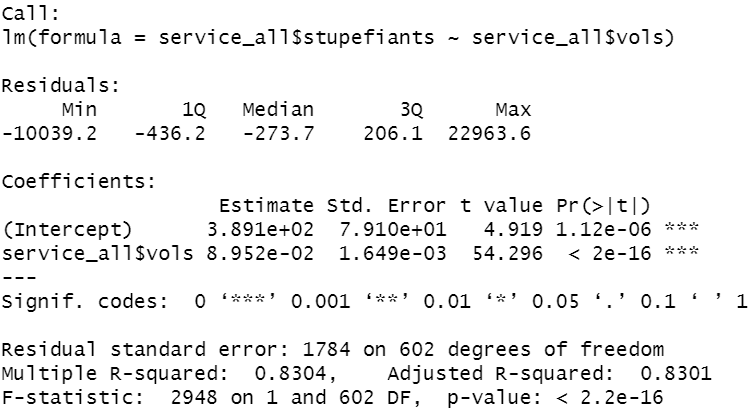 Call:
lm(formula = service_all$stupefiants ~ service_all$vols)
Residuals:
Min 1Q Median 3Q Max
-10039.2 -436.2 -273.7 206.1 22963.6
Coefficients:
Estimate Std. Error t value Pr(>|t|)
(Intercept) 3.891e+02 7.910e+01 4.919 1.12e-06 ***
service_all$vols 8.952e-02 1.649e-03 54.296 < 2e-16 ***
---
Signif. codes: 0 ‘***’ 0.001 ‘**’ 0.01 ‘*’ 0.05 ‘.’ 0.1 ‘ ’ 1
Residual standard error: 1784 on 602 degrees of freedom
Multiple R-squared: 0.8304, Adjusted R-squared: 0.8301
F-statistic: 2948 on 1 and 602 DF, p-value: < 2.2e-16